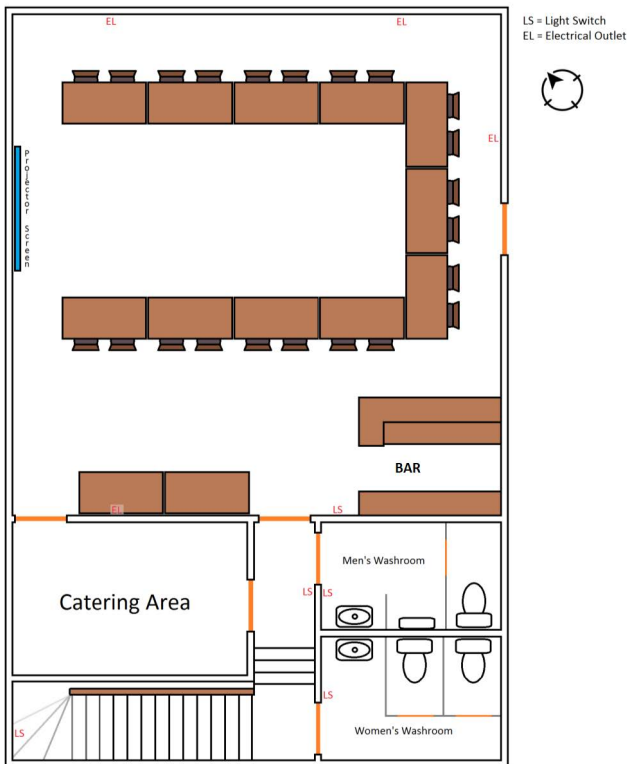 EL
EL
LS = Light Switch
EL = Electrical Outlet
EL
Projector Screen
BAR
EL
LS
Men's Washroom
LS
LS
Catering Area
LS
Women's Washroom
LS